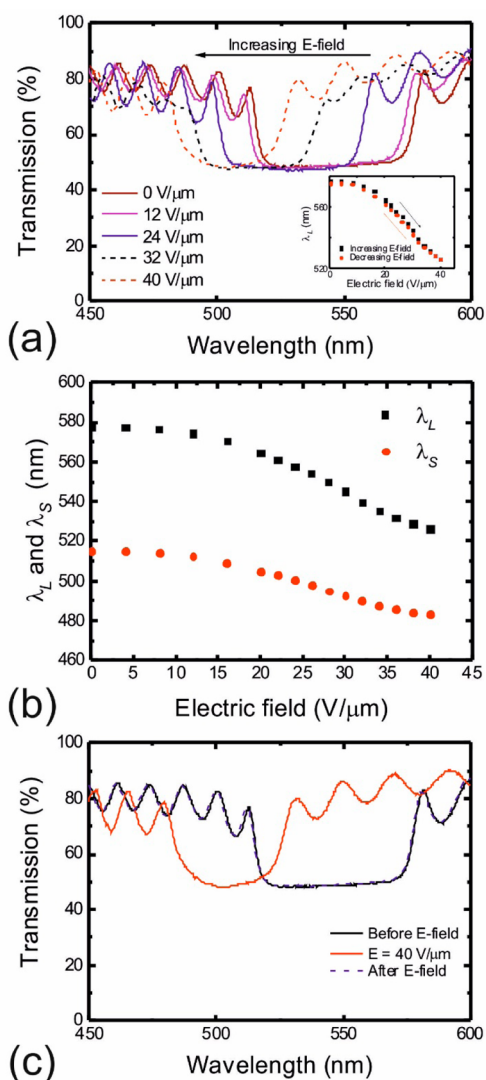 100
80
60
40
20
0
Transmission (%)
Increasing E-field
0 V/μm
12 V/μm
24 V/μm
32 V/μm
40 V/μm
560
520
λL (nm)
Increasing E-field
Decreasing E-field
0 20 40
Electric field (V/μm)
450 500 550 600
Wavelength (nm)
(a)
600
580
560
540
520
500
480
460
λL and λS (nm)
λL
λS
0 5 10 15 20 25 30 35 40 45
Electric field (V/μm)
(b)
100
80
60
40
20
0
Transmission (%)
Before E-field
E = 40 V/μm
After E-field
450 500 550 600
Wavelength (nm)
(c)